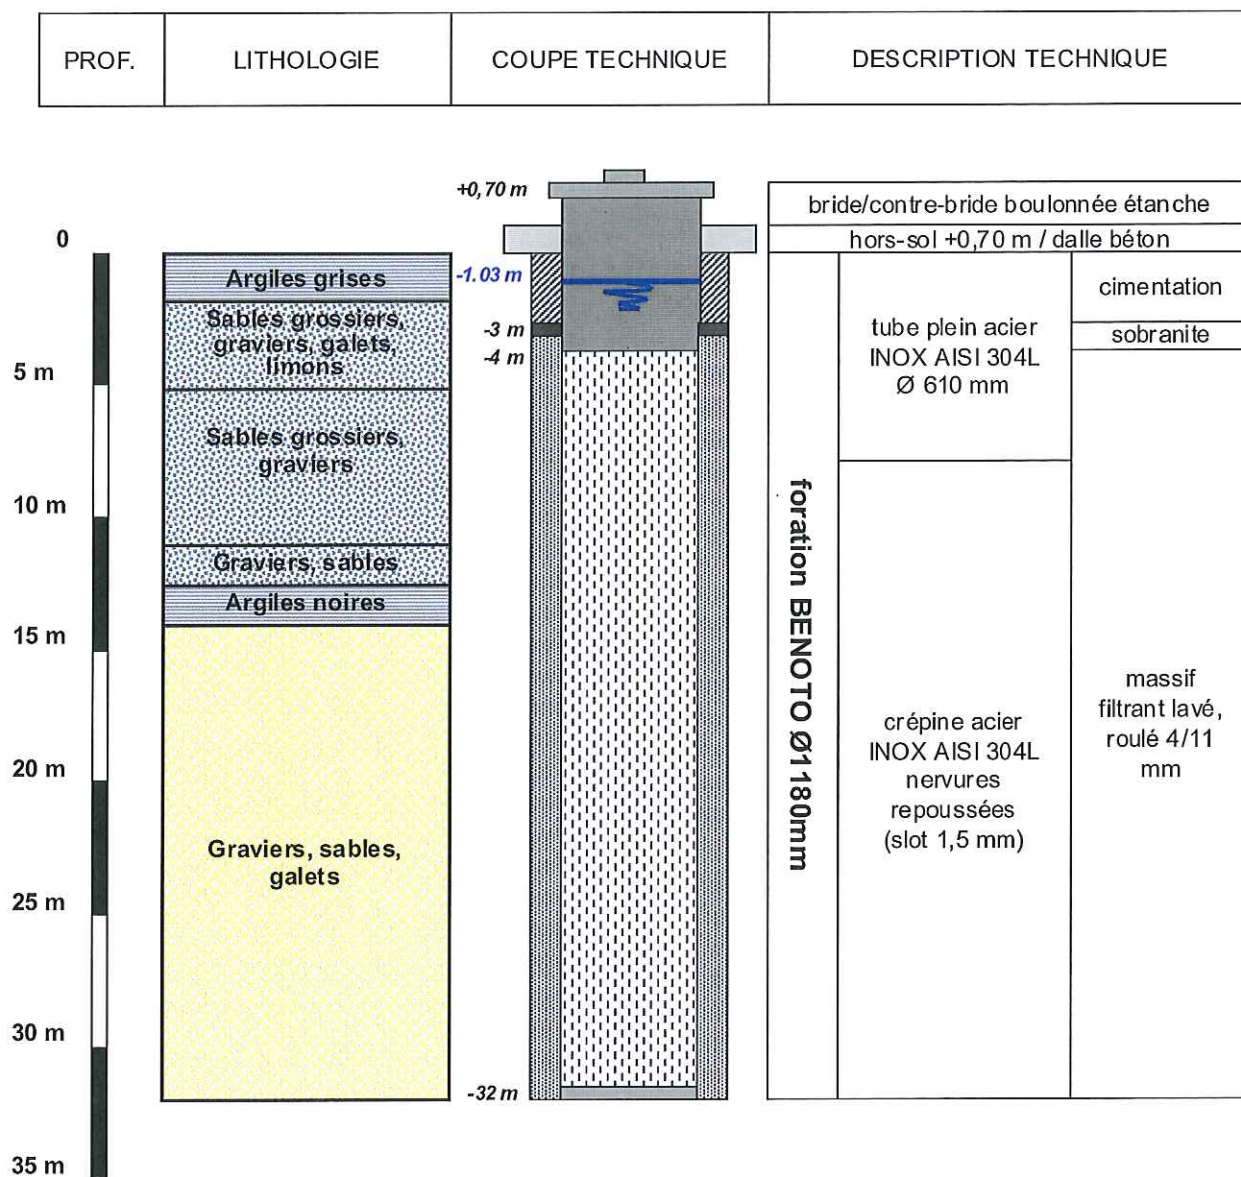 PROF.
LITHOLOGIE
COUPE TECHNIQUE
DESCRIPTION TECHNIQUE
0
5 m
10 m
15 m
20 m
25 m
30 m
35 m
Argiles grises
Sables grossiers,
graviers, galets,
limons
Sables grossiers,
graviers
Graviers, sables
Argiles noires
Graviers, sables,
galets
+0,70 m
-1.03 m
-3 m
-4 m
-32 m
bride/contre-bride boulonnée étanche
hors-sol +0,70 m / dalle béton
foration BENOTO Ø1180mm
tube plein acier
INOX AISI 304L
Ø 610 mm
crépine acier
INOX AISI 304L
nervures
repoussées
(slot 1,5 mm)
cimentation
sobranite
massif
filtrant lavé,
roulé 4/11
mm